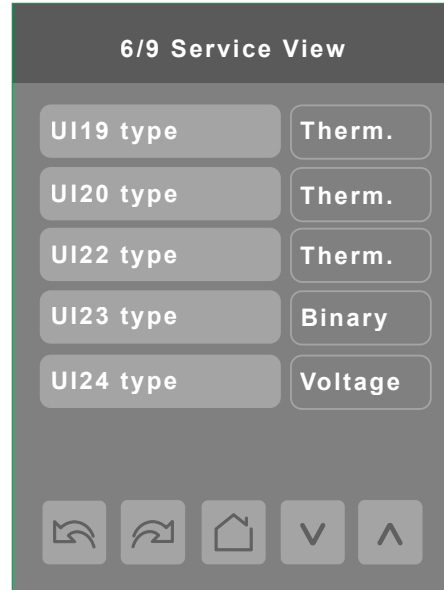 6/9 Service View
UI19 type Therm.
UI20 type Therm.
UI22 type Therm.
UI23 type Binary
UI24 type Voltage